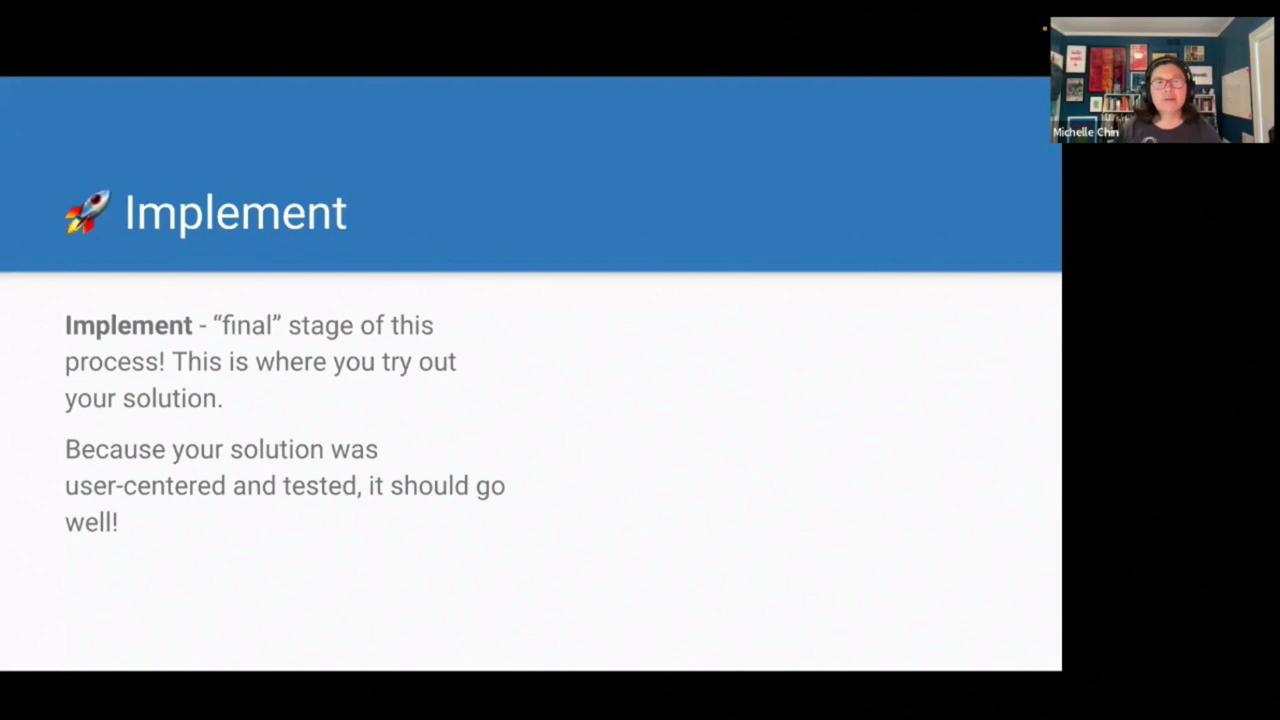 Michelle Chin
🚀 Implement
Implement - “final” stage of this
process! This is where you try out
your solution.
Because your solution was
user-centered and tested, it should go
well!